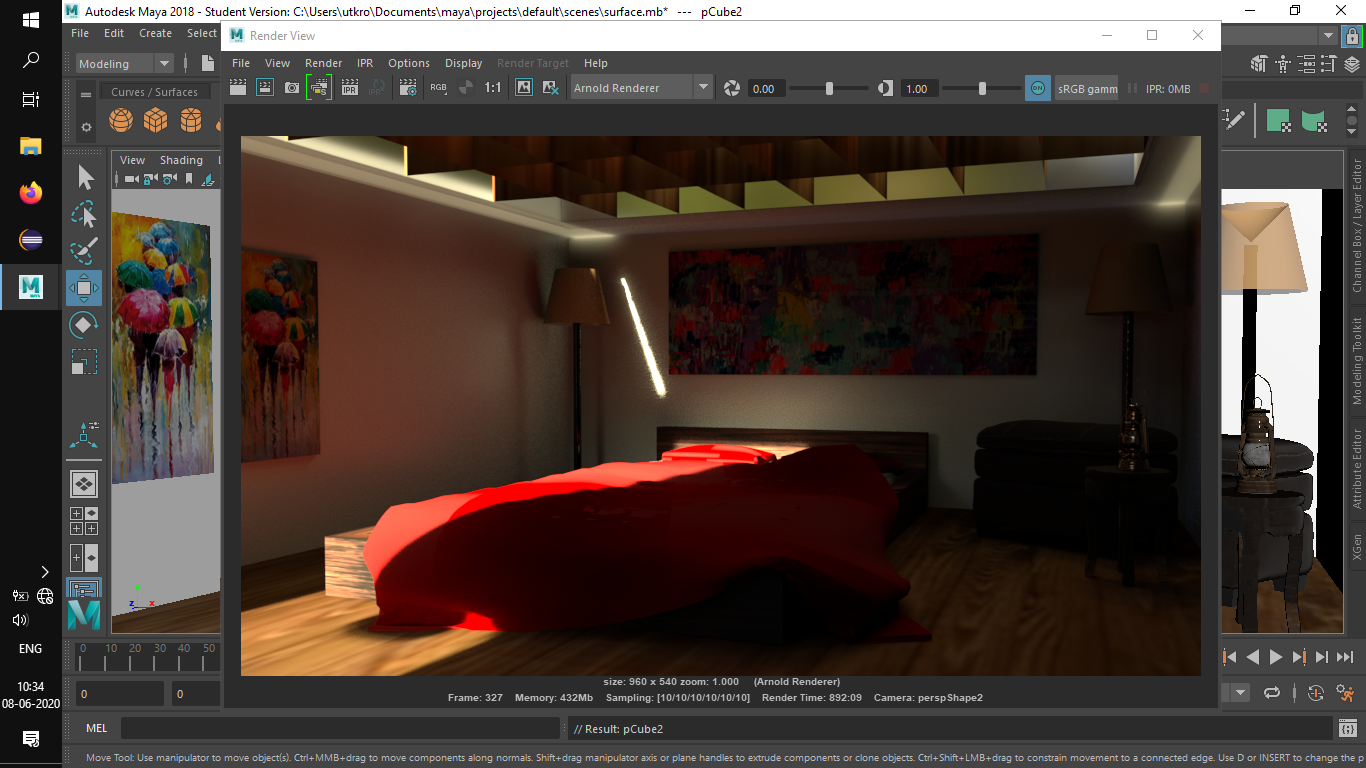 Autodesk Maya 2018 - Student Version: C:\Users\utkro\Documents\maya\projects\default\scenes\surface.mb* --- pCube2
File Edit Create Select
Render View
File View Render IPR Options Display Render Target Help
Modeling
IPR
RGB
1:1
Arnold Renderer
0.00
1.00
ON
sRGB gamm
IPR: 0MB
Curves / Surfaces
View Shading
Channel Box / Layer Editor
Modeling Toolkit
Attribute Editor
XGen
z x
size: 960 x 540 zoom: 1.000 (Arnold Renderer)
Frame: 327 Memory: 432Mb Sampling: [10/10/10/10/10/10] Render Time: 892:09 Camera: perspShape2
0 10 20 30 40 50
0
0
MEL
// Result: pCube2
Move Tool: Use manipulator to move object(s). Ctrl+MMB+drag to move components along normals. Shift+drag manipulator axis or plane handles to extrude components or clone objects. Ctrl+Shift+LMB+drag to constrain movement to a connected edge. Use D or INSERT to change the p
ENG
10:34
08-06-2020